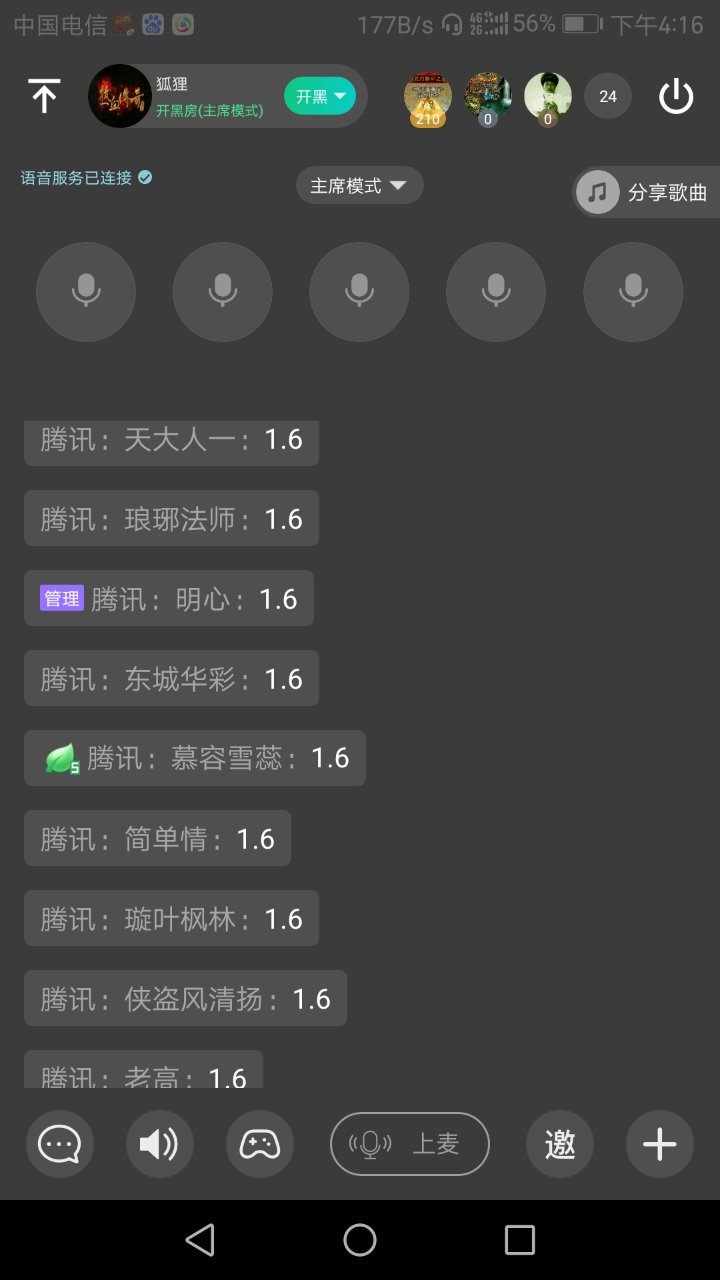 中国电信 177B/s 4G 2G 56% 下午4:16
狐狸
开黑房(主席模式)
开黑
210 0 0 24
语音服务已连接 主席模式 分享歌曲
腾讯：天大人一：1.6
腾讯：琅琊法师：1.6
管理 腾讯：明心：1.6
腾讯：东城华彩：1.6
5 腾讯：慕容雪蕊：1.6
腾讯：简单情：1.6
腾讯：璇叶枫林：1.6
腾讯：侠盗风清扬：1.6
腾讯：老高：1.6
上麦 邀